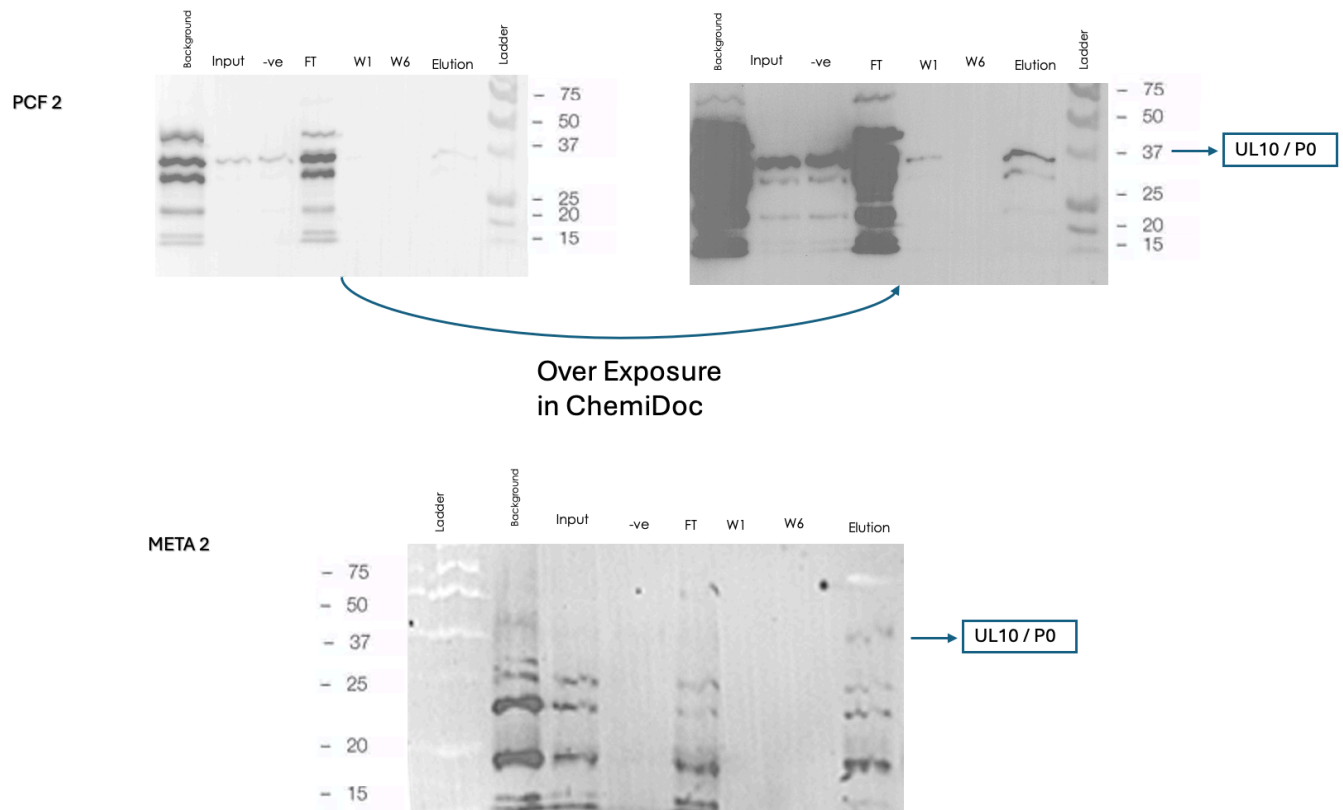 PCF 2
Background
Input
-ve
FT
W1
W6
Elution
Ladder
- 75
- 50
- 37
- 25
- 20
- 15
Background
Input
-ve
FT
W1
W6
Elution
Ladder
- 75
- 50
- 37
- 25
- 20
- 15
UL10 / P0
Over Exposure
in ChemiDoc
META 2
Ladder
Background
Input
-ve
FT
W1
W6
Elution
- 75
- 50
- 37
- 25
- 20
- 15
UL10 / P0